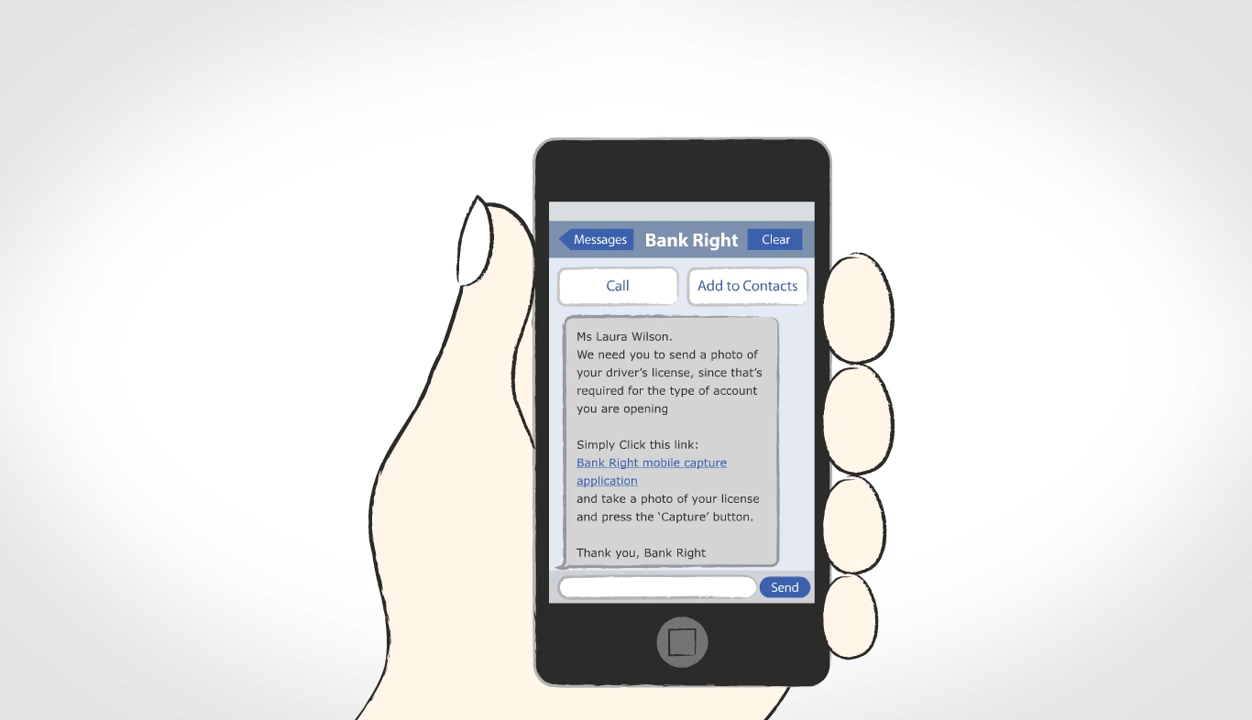 Messages Bank Right Clear
Call Add to Contacts
Ms Laura Wilson.
We need you to send a photo of
your driver’s license, since that’s
required for the type of account
you are opening
Simply Click this link:
Bank Right mobile capture
application
and take a photo of your license
and press the ‘Capture’ button.
Thank you, Bank Right
Send